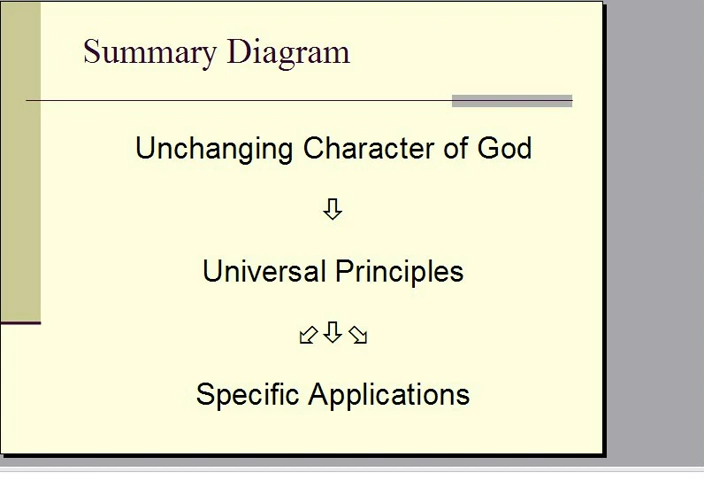 Summary Diagram
Unchanging Character of God
⇩
Universal Principles
⬃⇩⬂
Specific Applications